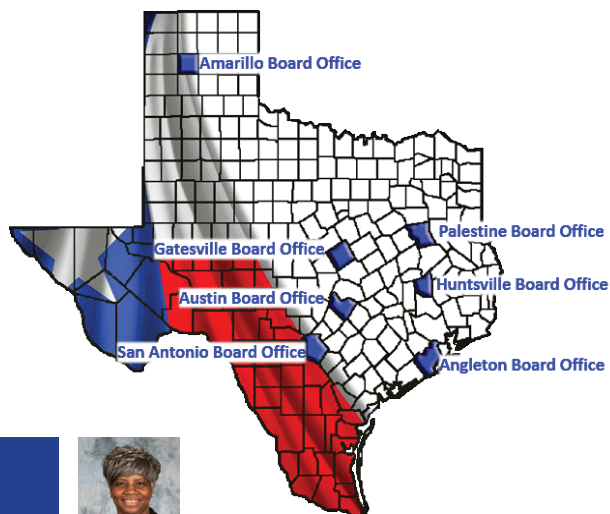 Amarillo Board Office
Palestine Board Office
Gatesville Board Office
Huntsville Board Office
Austin Board Office
San Antonio Board Office
Angleton Board Office